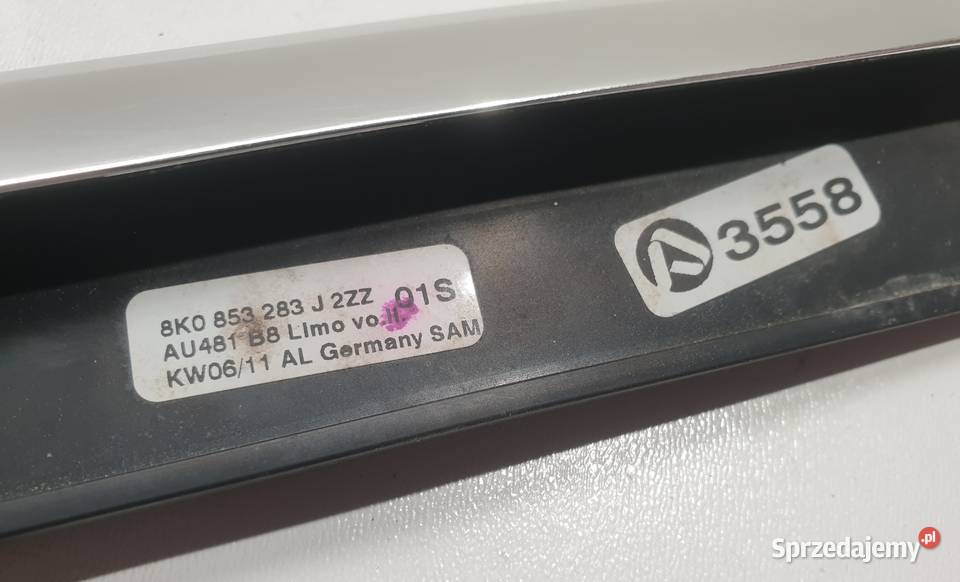 8K0 853 283 J 2ZZ 01S
AU481 B8 Limo vo.li.
KW06/11 AL Germany SAM
3558
Sprzedajemy.pl